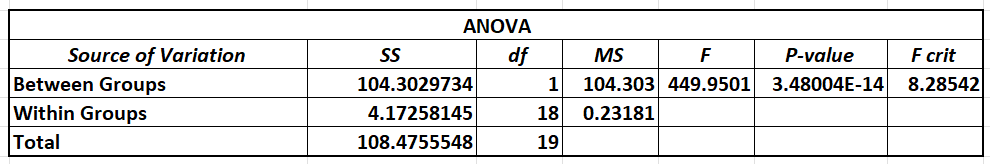 ANOVA
Source of Variation SS df MS F P-value F crit
Between Groups 104.3029734 1 104.303 449.9501 3.48004E-14 8.28542
Within Groups 4.17258145 18 0.23181
Total 108.4755548 19